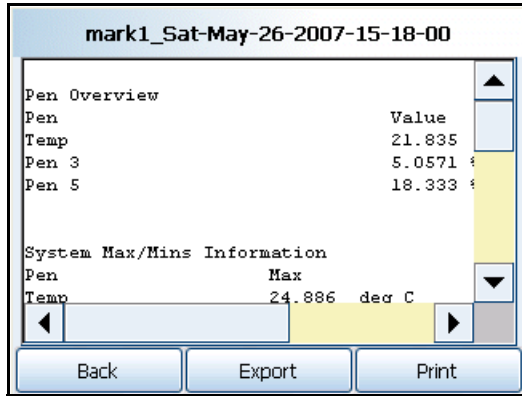 mark1_Sat-May-26-2007-15-18-00
Pen Overview
Pen Value
Temp 21.835
Pen 3 5.0571
Pen 5 18.333
System Max/Mins Information
Pen Max
Temp 24.886 deg C
Back Export Print